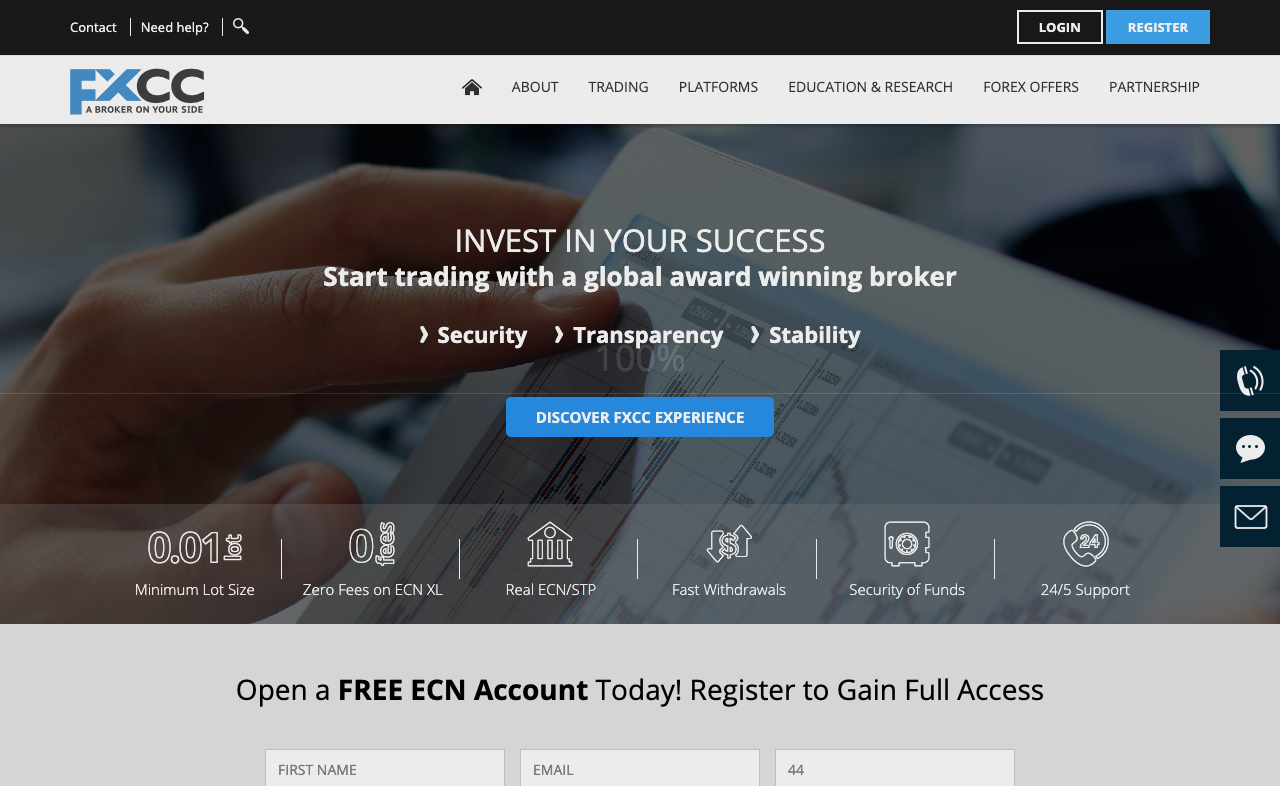 Contact
Need help?
LOGIN
REGISTER
FXCC
A BROKER ON YOUR SIDE
ABOUT
TRADING
PLATFORMS
EDUCATION & RESEARCH
FOREX OFFERS
PARTNERSHIP
INVEST IN YOUR SUCCESS
Start trading with a global award winning broker
Security
Transparency
Stability
100%
DISCOVER FXCC EXPERIENCE
0.01 lot
Minimum Lot Size
0 fees
Zero Fees on ECN XL
Real ECN/STP
$
Fast Withdrawals
Security of Funds
24
24/5 Support
Open a FREE ECN Account Today! Register to Gain Full Access
FIRST NAME
EMAIL
44